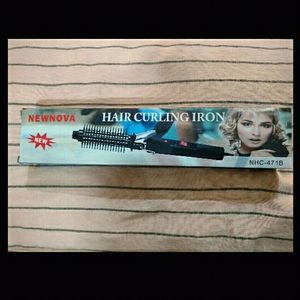 NEWNOVA
HAIR CURLING IRON
NEW
NHC-471B